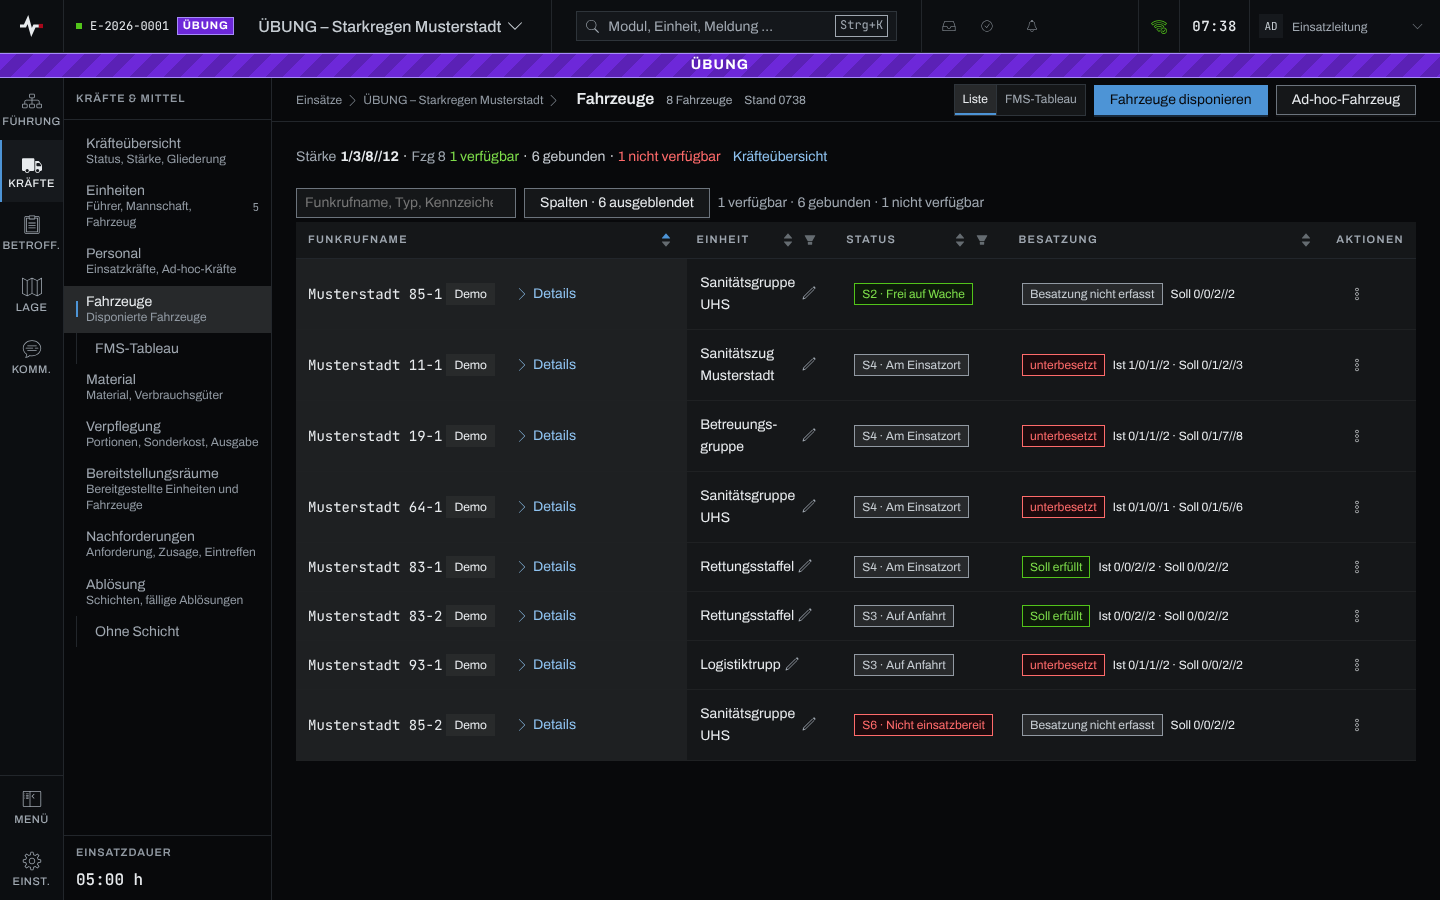 E-2026-0001 ÜBUNG ÜBUNG – Starkregen Musterstadt Modul, Einheit, Meldung ... Strg+K 07:38 AD Einsatzleitung
ÜBUNG
FÜHRUNG
KRÄFTE
BETROFF.
LAGE
KOMM.
MENÜ
EINST.
KRÄFTE & MITTEL
Kräfteübersicht
Status, Stärke, Gliederung
Einheiten
Führer, Mannschaft,
Fahrzeug
5
Personal
Einsatzkräfte, Ad-hoc-Kräfte
Fahrzeuge
Disponierte Fahrzeuge
FMS-Tableau
Material
Material, Verbrauchsgüter
Verpflegung
Portionen, Sonderkost, Ausgabe
Bereitstellungsräume
Bereitgestellte Einheiten und
Fahrzeuge
Nachforderungen
Anforderung, Zusage, Eintreffen
Ablösung
Schichten, fällige Ablösungen
Ohne Schicht
EINSATZDAUER
05:00 h
Einsätze ÜBUNG – Starkregen Musterstadt Fahrzeuge 8 Fahrzeuge Stand 0738 Liste FMS-Tableau Fahrzeuge disponieren Ad-hoc-Fahrzeug
Stärke 1/3/8//12 · Fzg 8 1 verfügbar · 6 gebunden · 1 nicht verfügbar Kräfteübersicht
Funkrufname, Typ, Kennzeiche Spalten · 6 ausgeblendet 1 verfügbar · 6 gebunden · 1 nicht verfügbar
FUNKRUFNAME EINHEIT STATUS BESATZUNG AKTIONEN
Musterstadt 85-1 Demo Details Sanitätsgruppe UHS S2 · Frei auf Wache Besatzung nicht erfasst Soll 0/0/2//2
Musterstadt 11-1 Demo Details Sanitätszug Musterstadt S4 · Am Einsatzort unterbesetzt Ist 1/0/1//2 · Soll 0/1/2//3
Musterstadt 19-1 Demo Details Betreuungs-gruppe S4 · Am Einsatzort unterbesetzt Ist 0/1/1//2 · Soll 0/1/7//8
Musterstadt 64-1 Demo Details Sanitätsgruppe UHS S4 · Am Einsatzort unterbesetzt Ist 0/1/0//1 · Soll 0/1/5//6
Musterstadt 83-1 Demo Details Rettungsstaffel S4 · Am Einsatzort Soll erfüllt Ist 0/0/2//2 · Soll 0/0/2//2
Musterstadt 83-2 Demo Details Rettungsstaffel S3 · Auf Anfahrt Soll erfüllt Ist 0/0/2//2 · Soll 0/0/2//2
Musterstadt 93-1 Demo Details Logistiktrupp S3 · Auf Anfahrt unterbesetzt Ist 0/1/1//2 · Soll 0/0/2//2
Musterstadt 85-2 Demo Details Sanitätsgruppe UHS S6 · Nicht einsatzbereit Besatzung nicht erfasst Soll 0/0/2//2